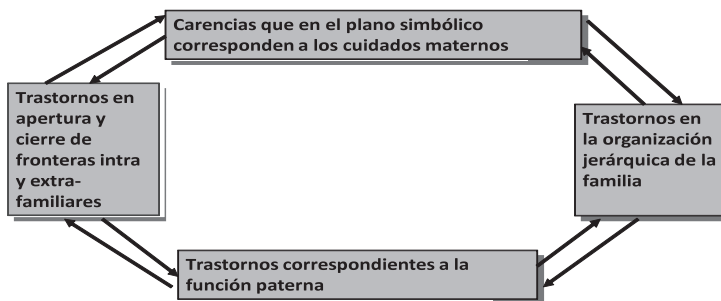 Carencias que en el plano simbólico
corresponden a los cuidados maternos
Trastornos en
apertura y
cierre de
fronteras intra
y extra-
familiares
Trastornos en
la organización
jerárquica de la
familia
Trastornos correspondientes a la
función paterna